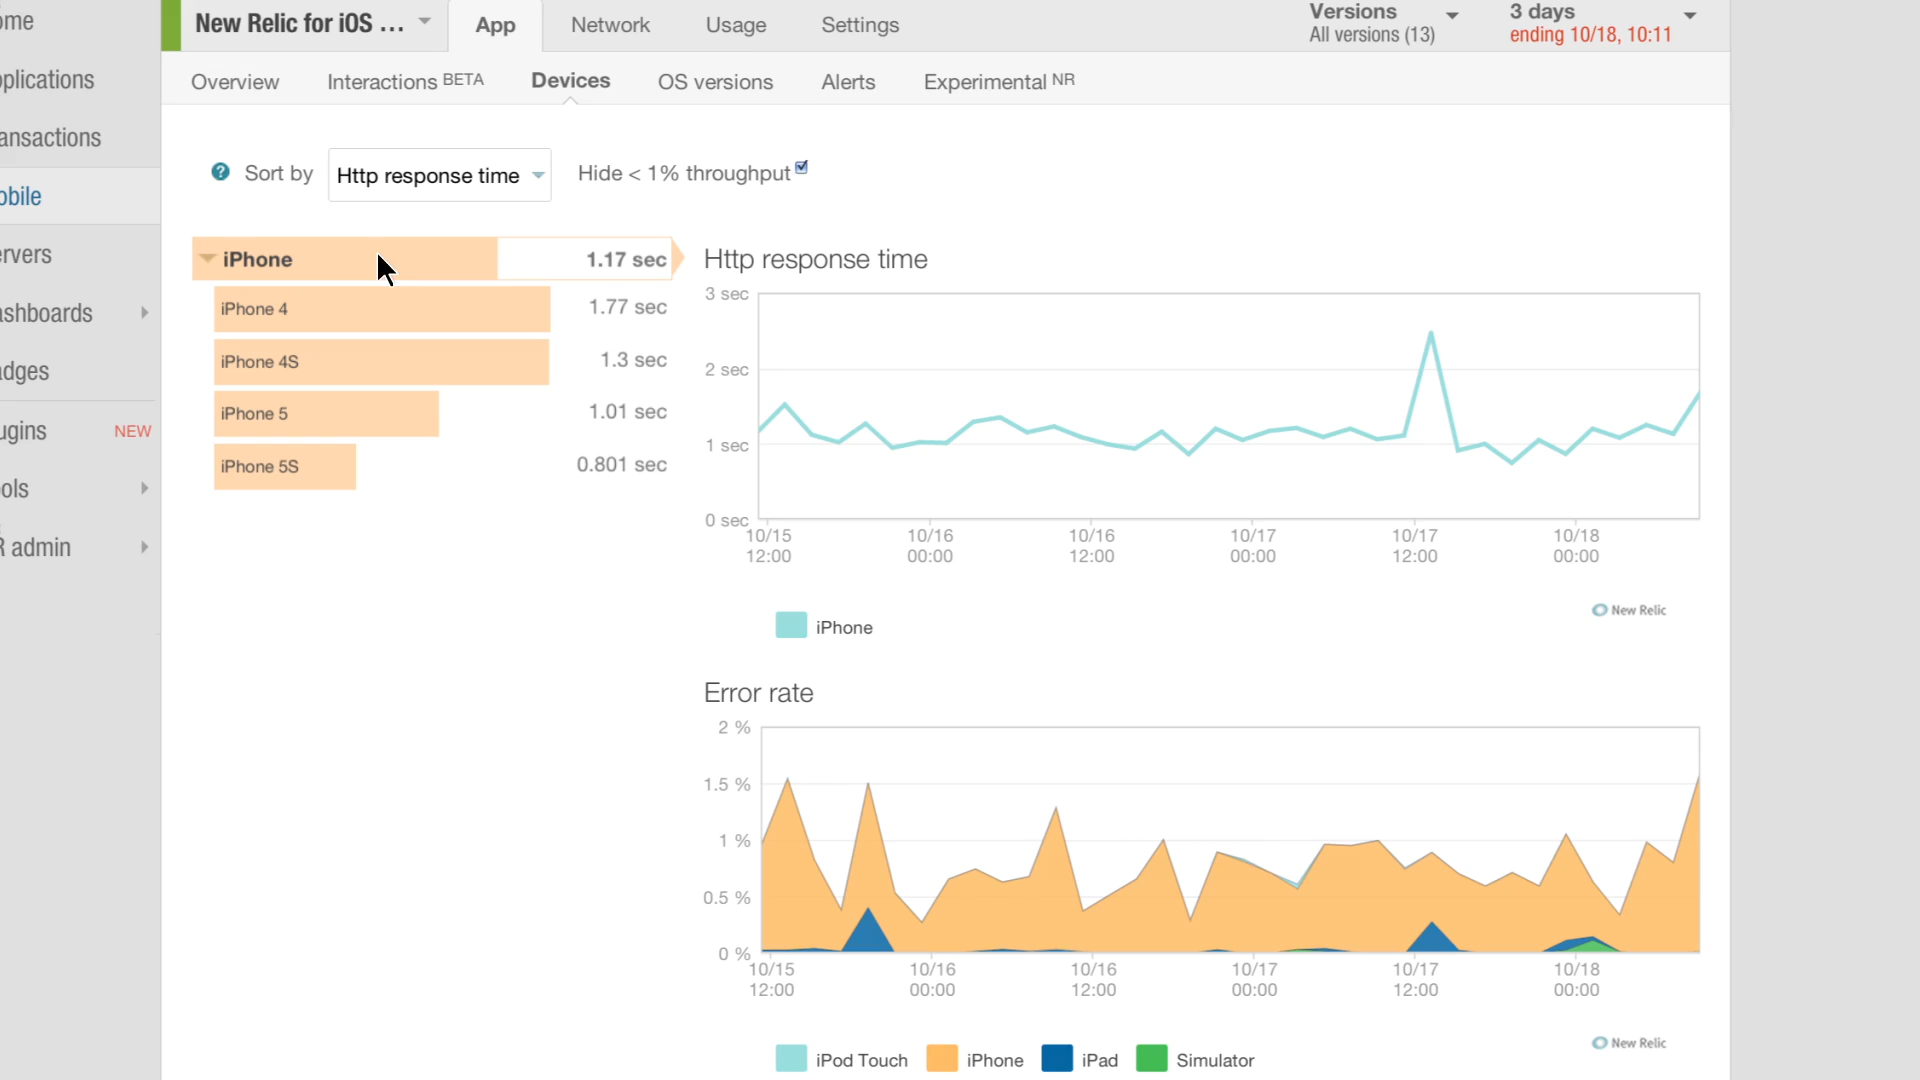 ome
New Relic for iOS ...
App
Network
Usage
Settings
Versions
All versions (13)
3 days
ending 10/18, 10:11
pplications
Overview
Interactions BETA
Devices
OS versions
Alerts
Experimental NR
ansactions
obile
ervers
ashboards
adges
ugins
NEW
ols
R admin
? Sort by
Http response time
Hide < 1% throughput
iPhone
1.17 sec
iPhone 4
1.77 sec
iPhone 4S
1.3 sec
iPhone 5
1.01 sec
iPhone 5S
0.801 sec
Http response time
3 sec
2 sec
1 sec
0 sec
10/15
12:00
10/16
00:00
10/16
12:00
10/17
00:00
10/17
12:00
10/18
00:00
New Relic
iPhone
Error rate
2 %
1.5 %
1 %
0.5 %
0 %
10/15
12:00
10/16
00:00
10/16
12:00
10/17
00:00
10/17
12:00
10/18
00:00
New Relic
iPod Touch
iPhone
iPad
Simulator